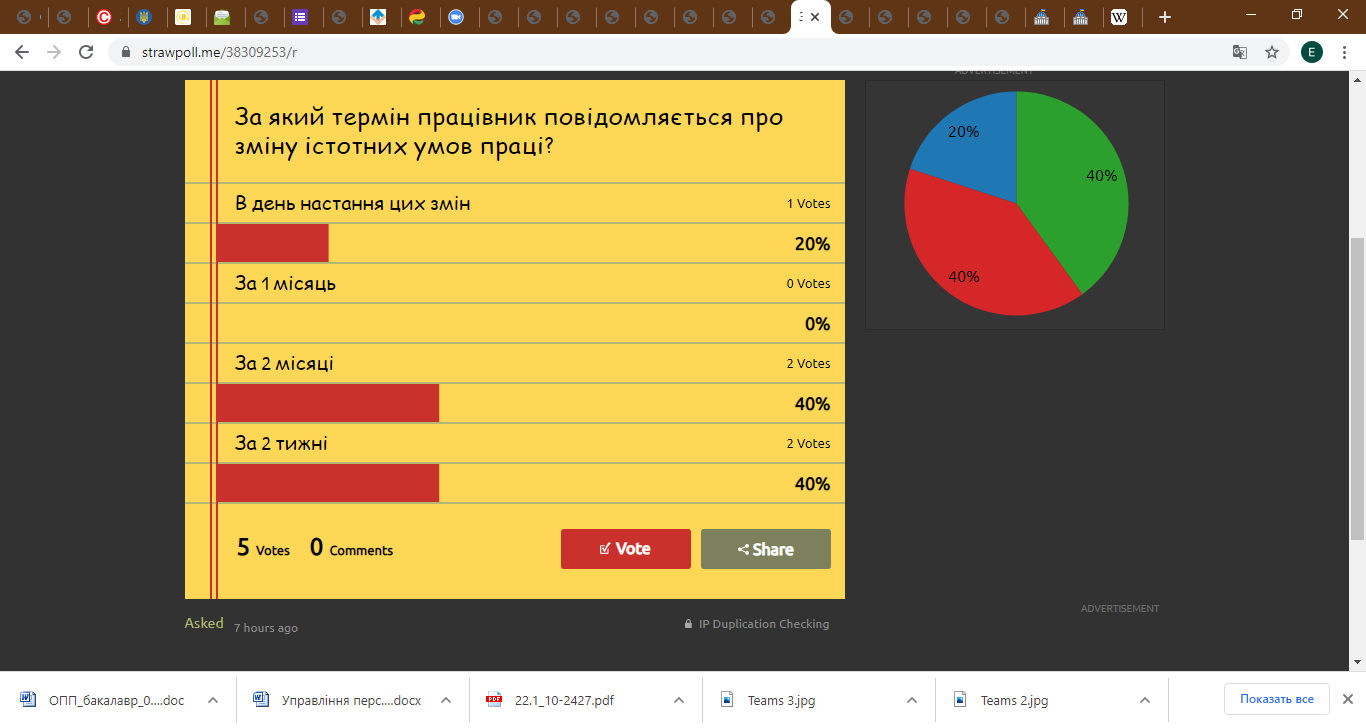 strawpoll.me/38309253/r
E
За який термін працівник повідомляється про
зміну істотних умов праці?
В день настання цих змін
1 Votes
20%
За 1 місяць
0 Votes
0%
За 2 місяці
2 Votes
40%
За 2 тижні
2 Votes
40%
5 Votes 0 Comments
Vote
Share
Asked 7 hours ago
IP Duplication Checking
ADVERTISEMENT
20%
40%
40%
ADVERTISEMENT
ОПП_бакалавр_0....doc
Управління перс....docx
22.1_10-2427.pdf
Teams 3.jpg
Teams 2.jpg
Показать все